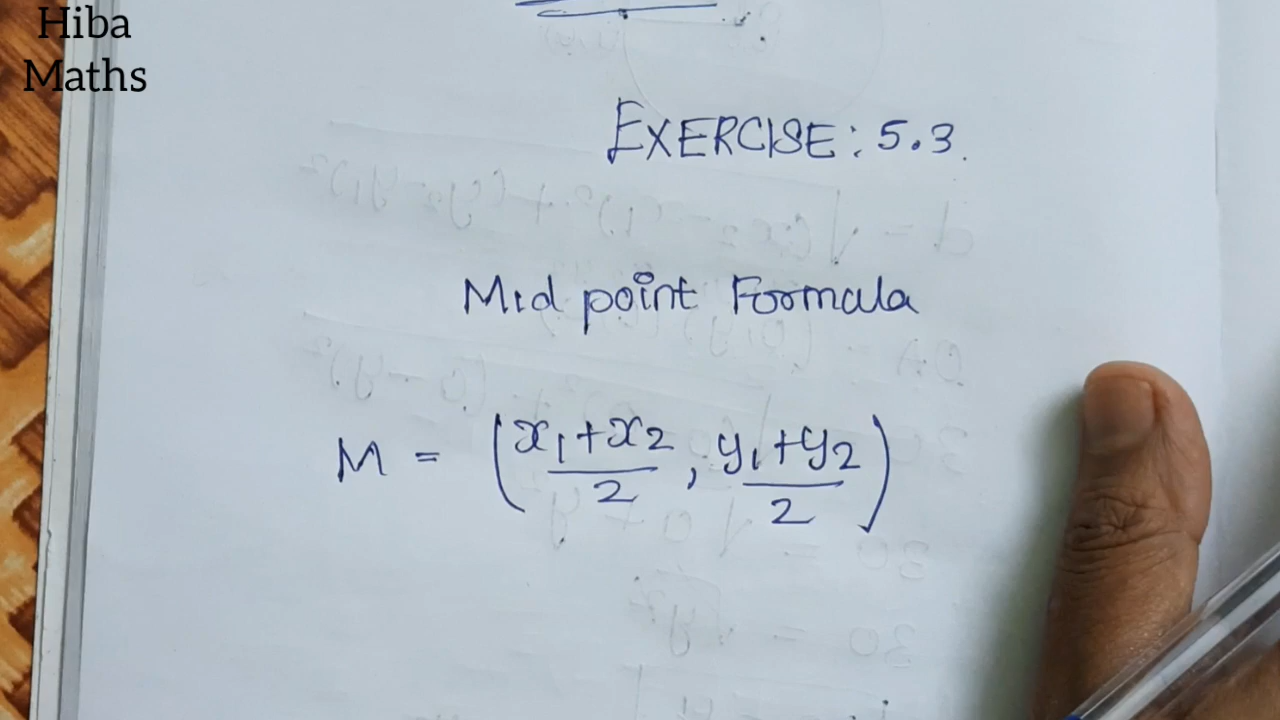 Hiba
Maths
EXERCISE: 5.3.
Mid point Formula
M = (x₁+x₂/2, y₁+y₂/2)